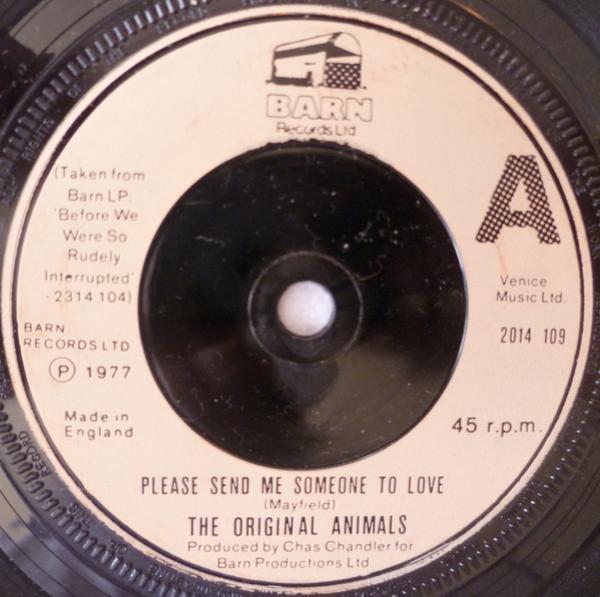 BARN
Records Ltd
(Taken from
Barn LP:
'Before We
Were So
Rudely
Interrupted'
- 2314 104)
A
Venice
Music Ltd.
BARN
RECORDS LTD
2014 109
Ⓟ 1977
Made in
England
45 r.p.m.
PLEASE SEND ME SOMEONE TO LOVE
(Mayfield)
THE ORIGINAL ANIMALS
Produced by Chas Chandler for
Barn Productions Ltd.